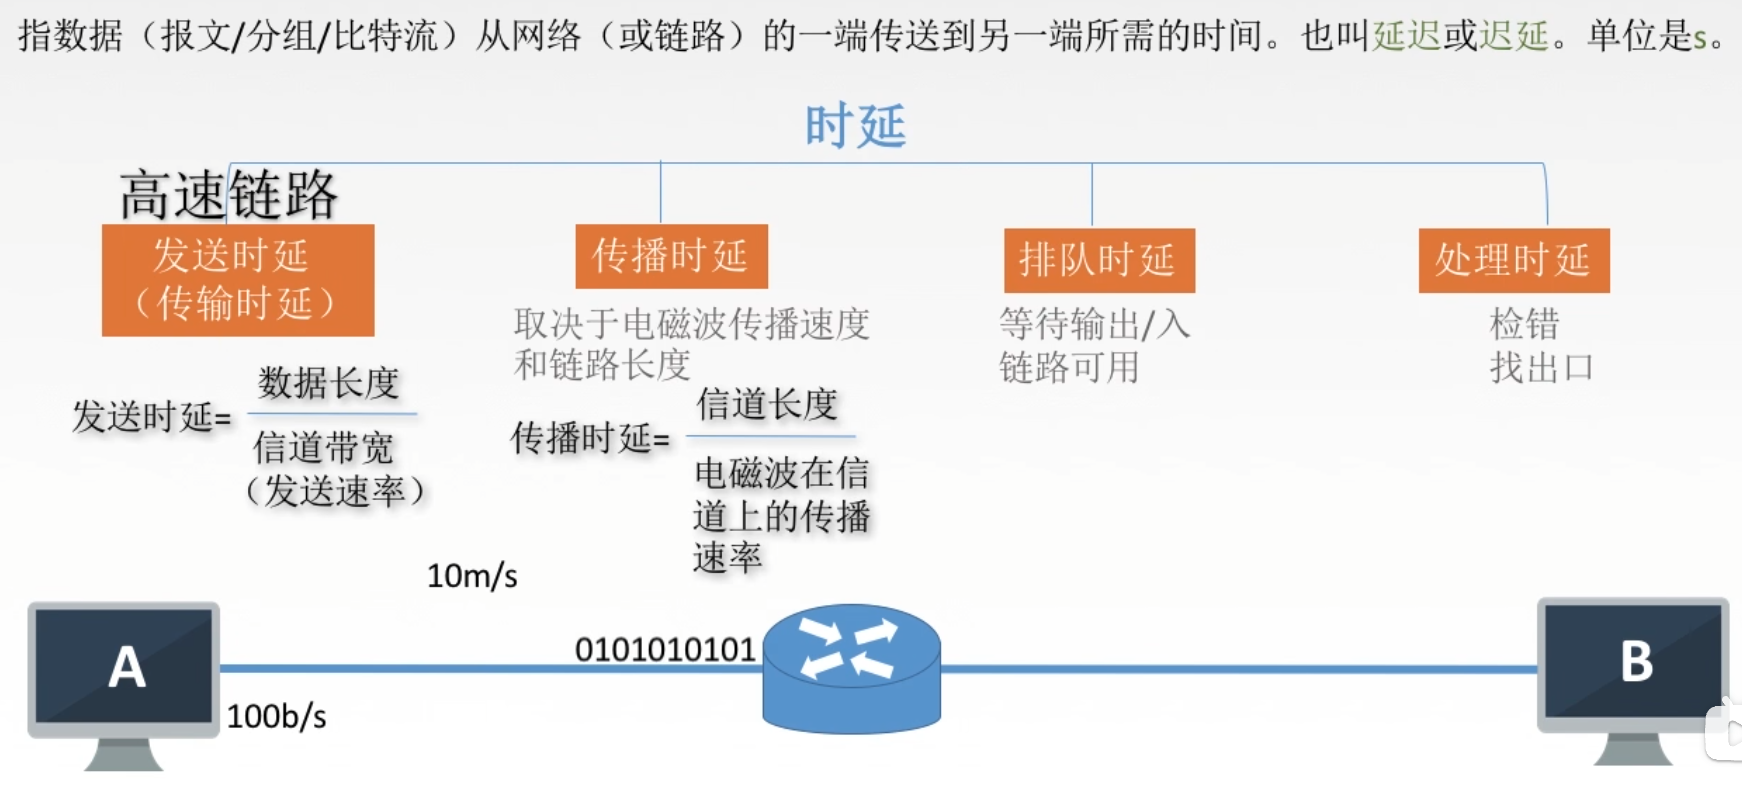 指数据（报文/分组/比特流）从网络（或链路）的一端传送到另一端所需的时间。也叫延迟或迟延。单位是s。
时延
高速链路
发送时延
（传输时延）
发送时延=
数据长度
信道带宽
（发送速率）
传播时延
取决于电磁波传播速度
和链路长度
传播时延=
信道长度
电磁波在信
道上的传播
速率
排队时延
等待输出/入
链路可用
处理时延
检错
找出口
10m/s
0101010101
A
100b/s
B